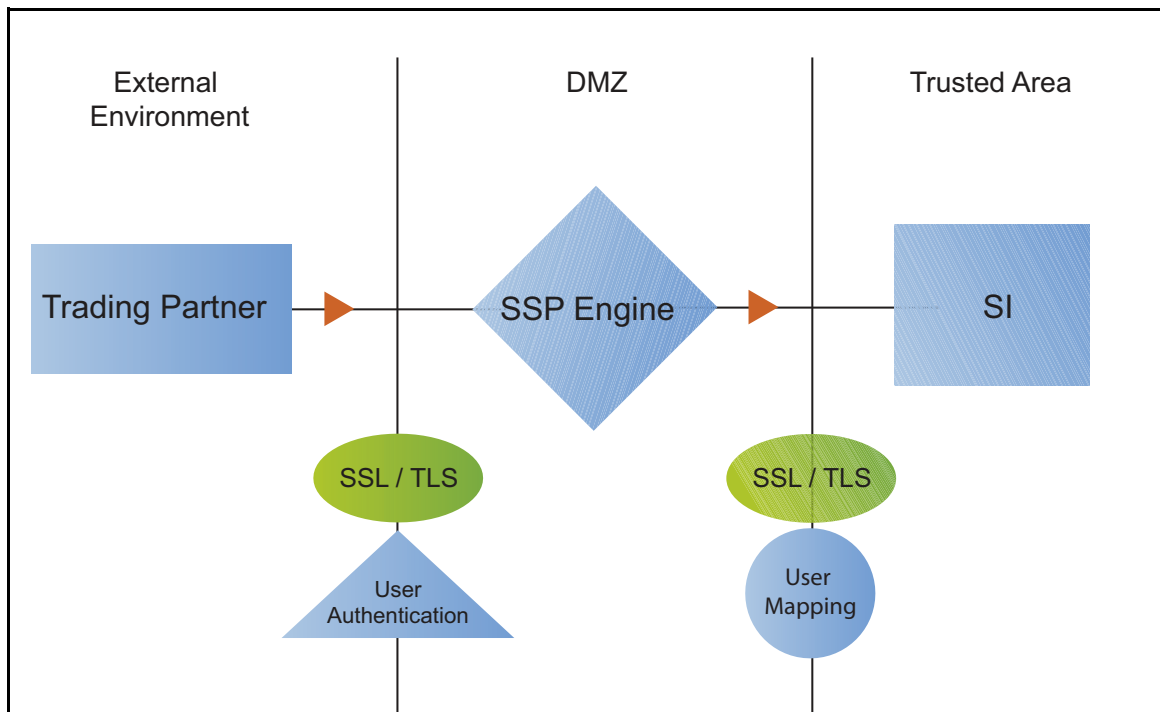 External
Environment
DMZ
Trusted Area
Trading Partner
SSP Engine
SI
SSL / TLS
SSL / TLS
User
Authentication
User
Mapping